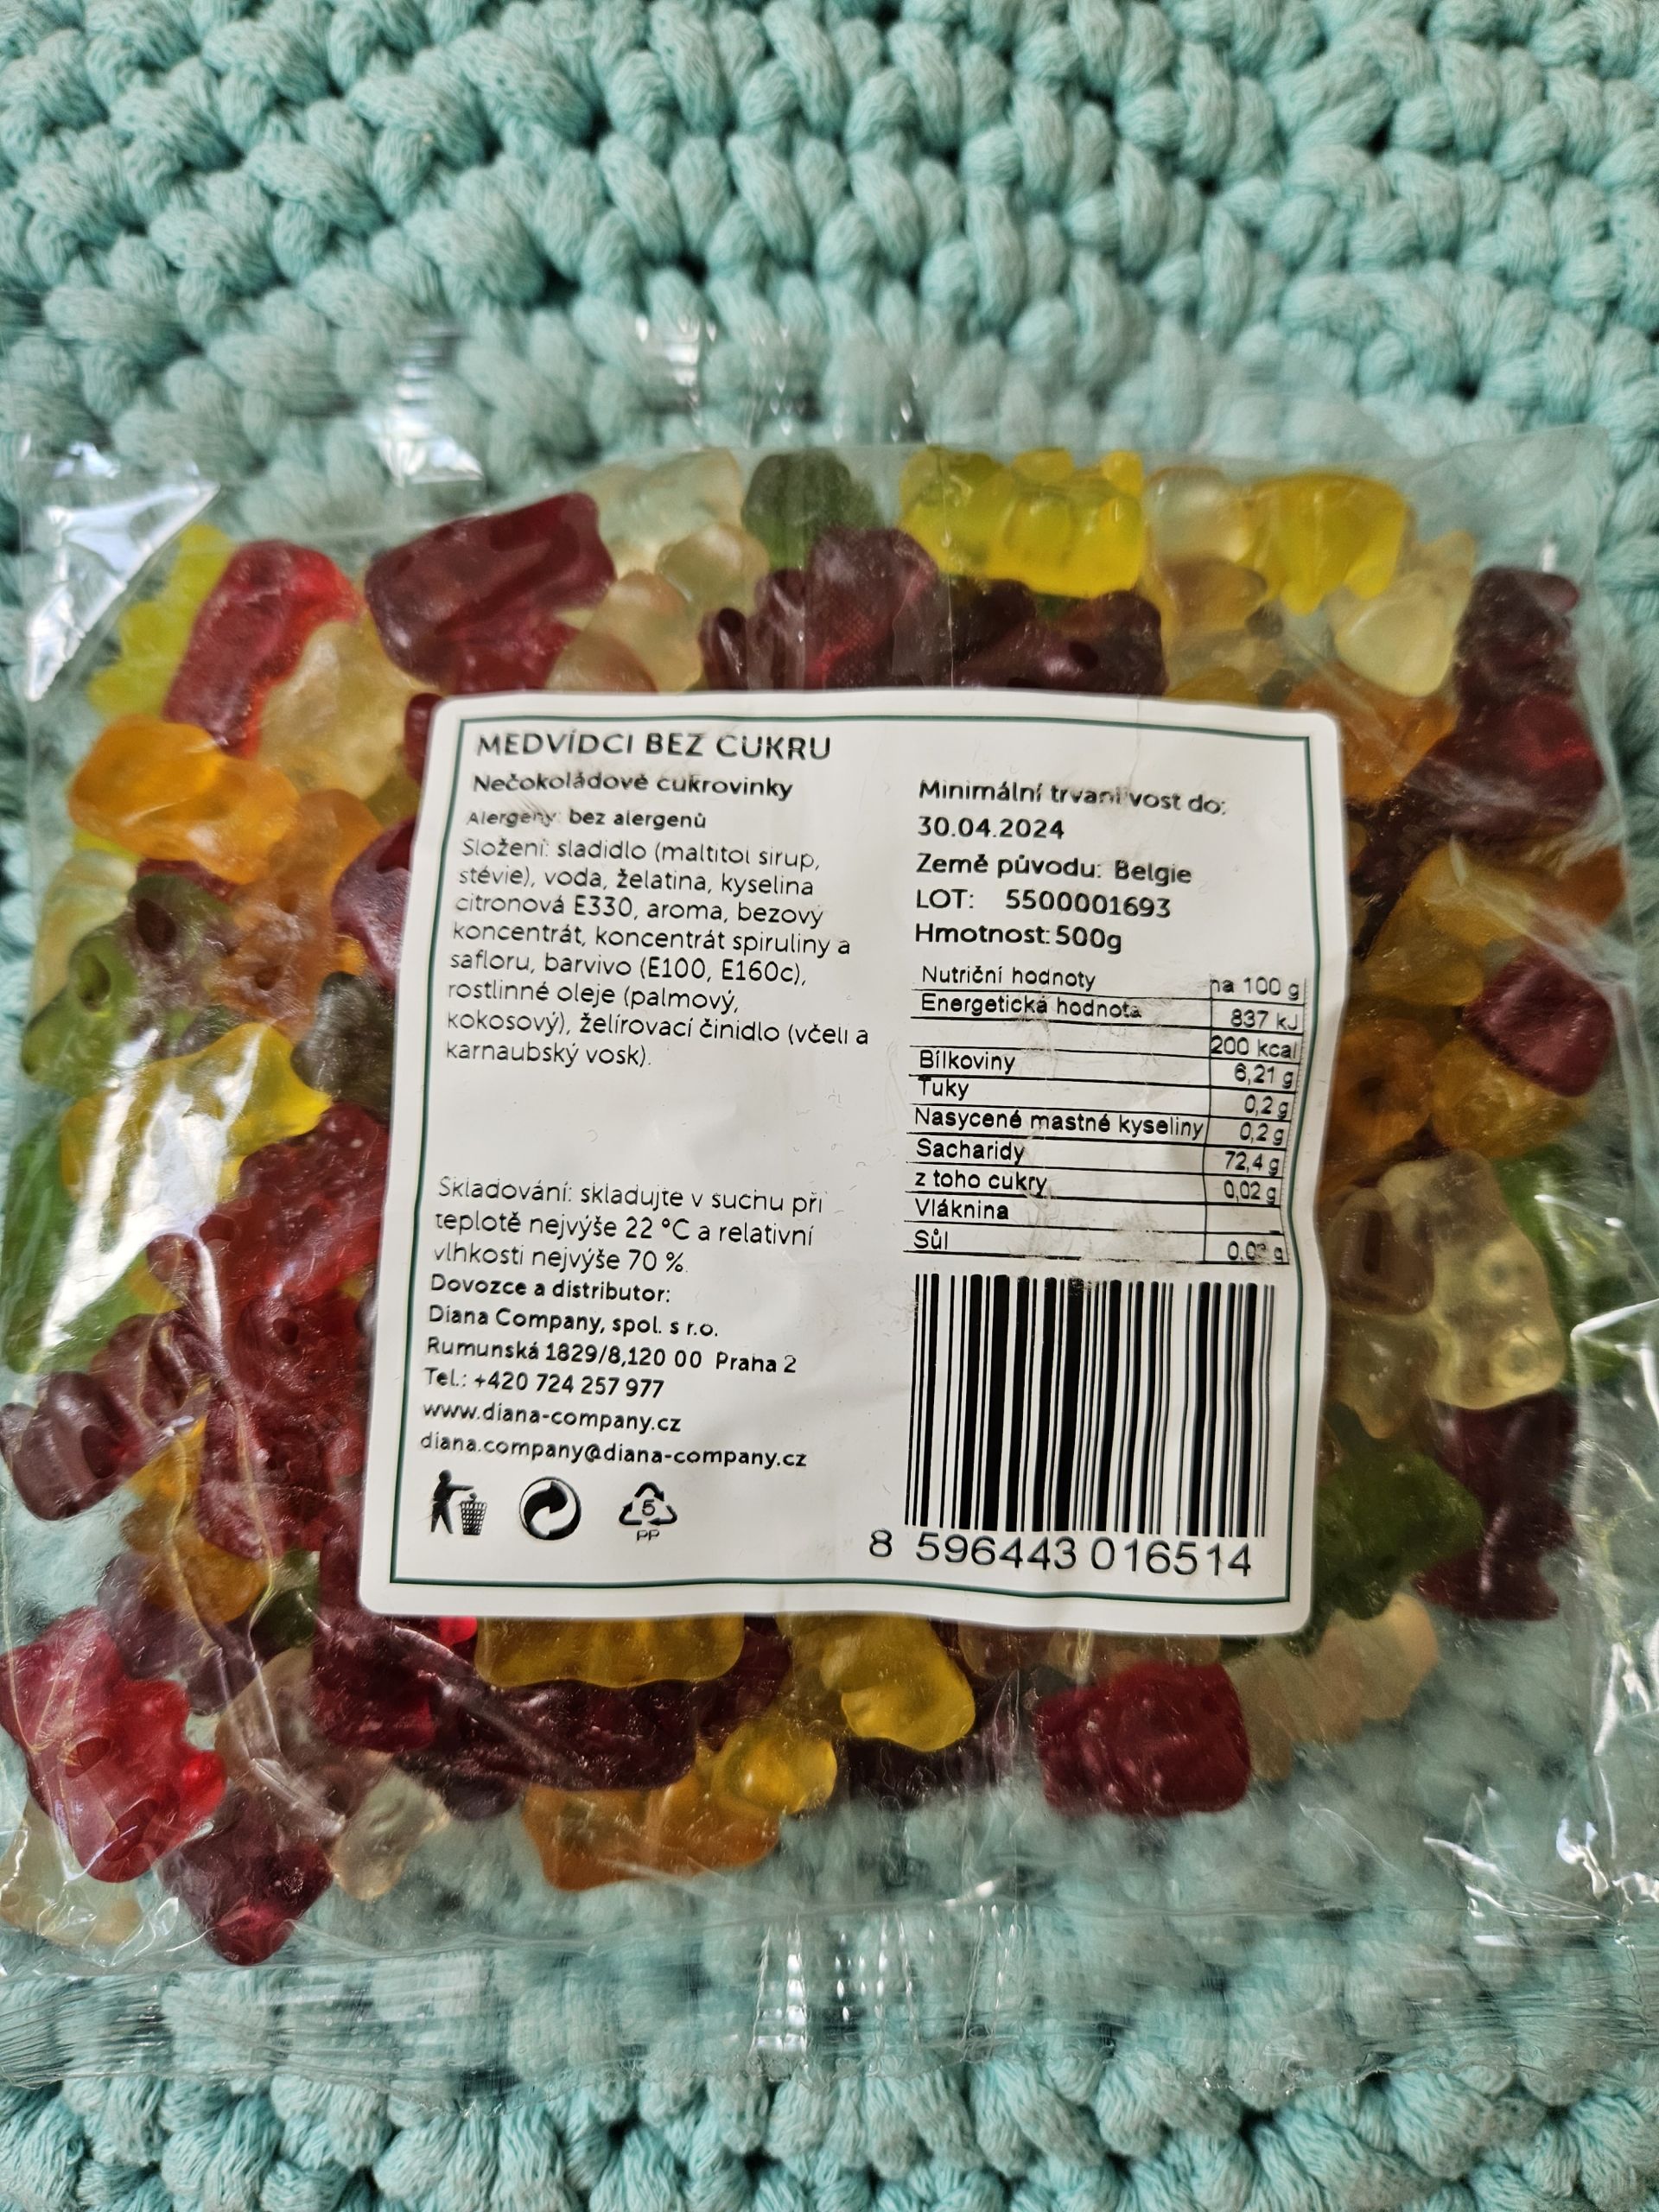 MEDVÍDCI BEZ CUKRU
Nečokoládové cukrovinky
Alergeny: bez alergenů
Složení: sladidlo (maltitol sirup,
stévie), voda, želatina, kyselina
citronová E330, aroma, bezový
koncentrát, koncentrát spiruliny a
safloru, barvivo (E100, E160c),
rostlinné oleje (palmový,
kokosový), želírovací činidlo (včelí a
karnaubský vosk).
Skladování: skladujte v suchu při
teplotě nejvýše 22 °C a relativní
vlhkosti nejvýše 70 %.
Dovozce a distributor:
Diana Company, spol. s r.o.
Rumunská 1829/8,120 00 Praha 2
Tel.: +420 724 257 977
www.diana-company.cz
diana.company@diana-company.cz
5
PP
Minimální trvanlivost do:
30.04.2024
Země původu: Belgie
LOT: 5500001693
Hmotnost: 500g
Nutriční hodnoty na 100 g
Energetická hodnota 837 kJ
200 kcal
Bílkoviny 6,21 g
Tuky 0,2 g
Nasycené mastné kyseliny 0,2 g
Sacharidy 72,4 g
z toho cukry 0,02 g
Vláknina
Sůl
8 596443 016514